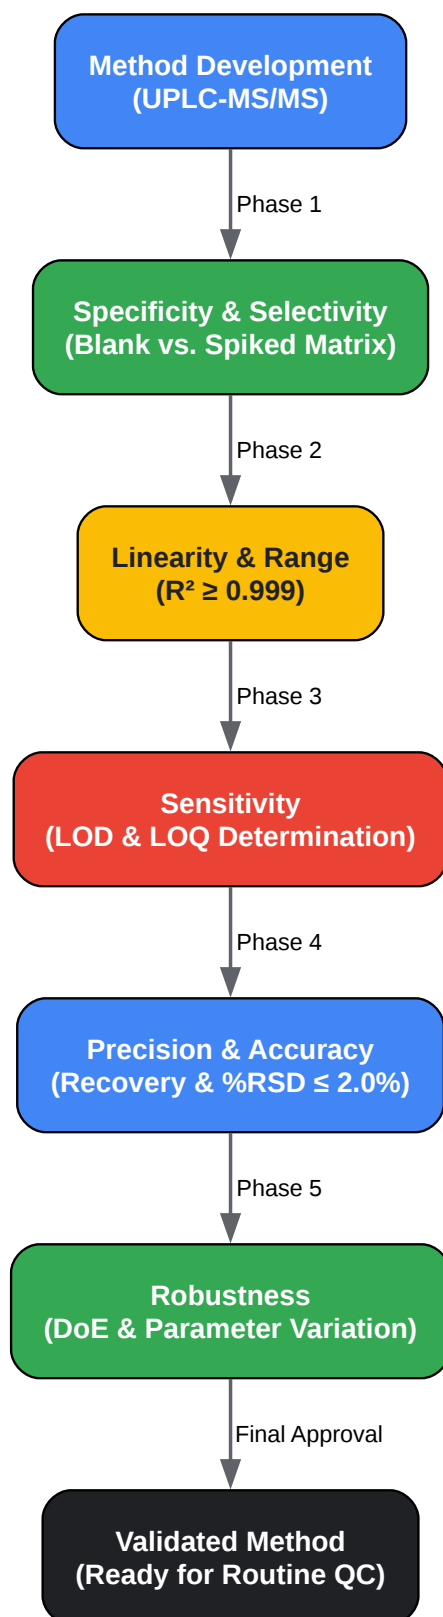 Method Development
(UPLC-MS/MS)
Phase 1
Specificity & Selectivity
(Blank vs. Spiked Matrix)
Phase 2
Linearity & Range
(R² ≥ 0.999)
Phase 3
Sensitivity
(LOD & LOQ Determination)
Phase 4
Precision & Accuracy
(Recovery & %RSD ≤ 2.0%)
Phase 5
Robustness
(DoE & Parameter Variation)
Final Approval
Validated Method
(Ready for Routine QC)